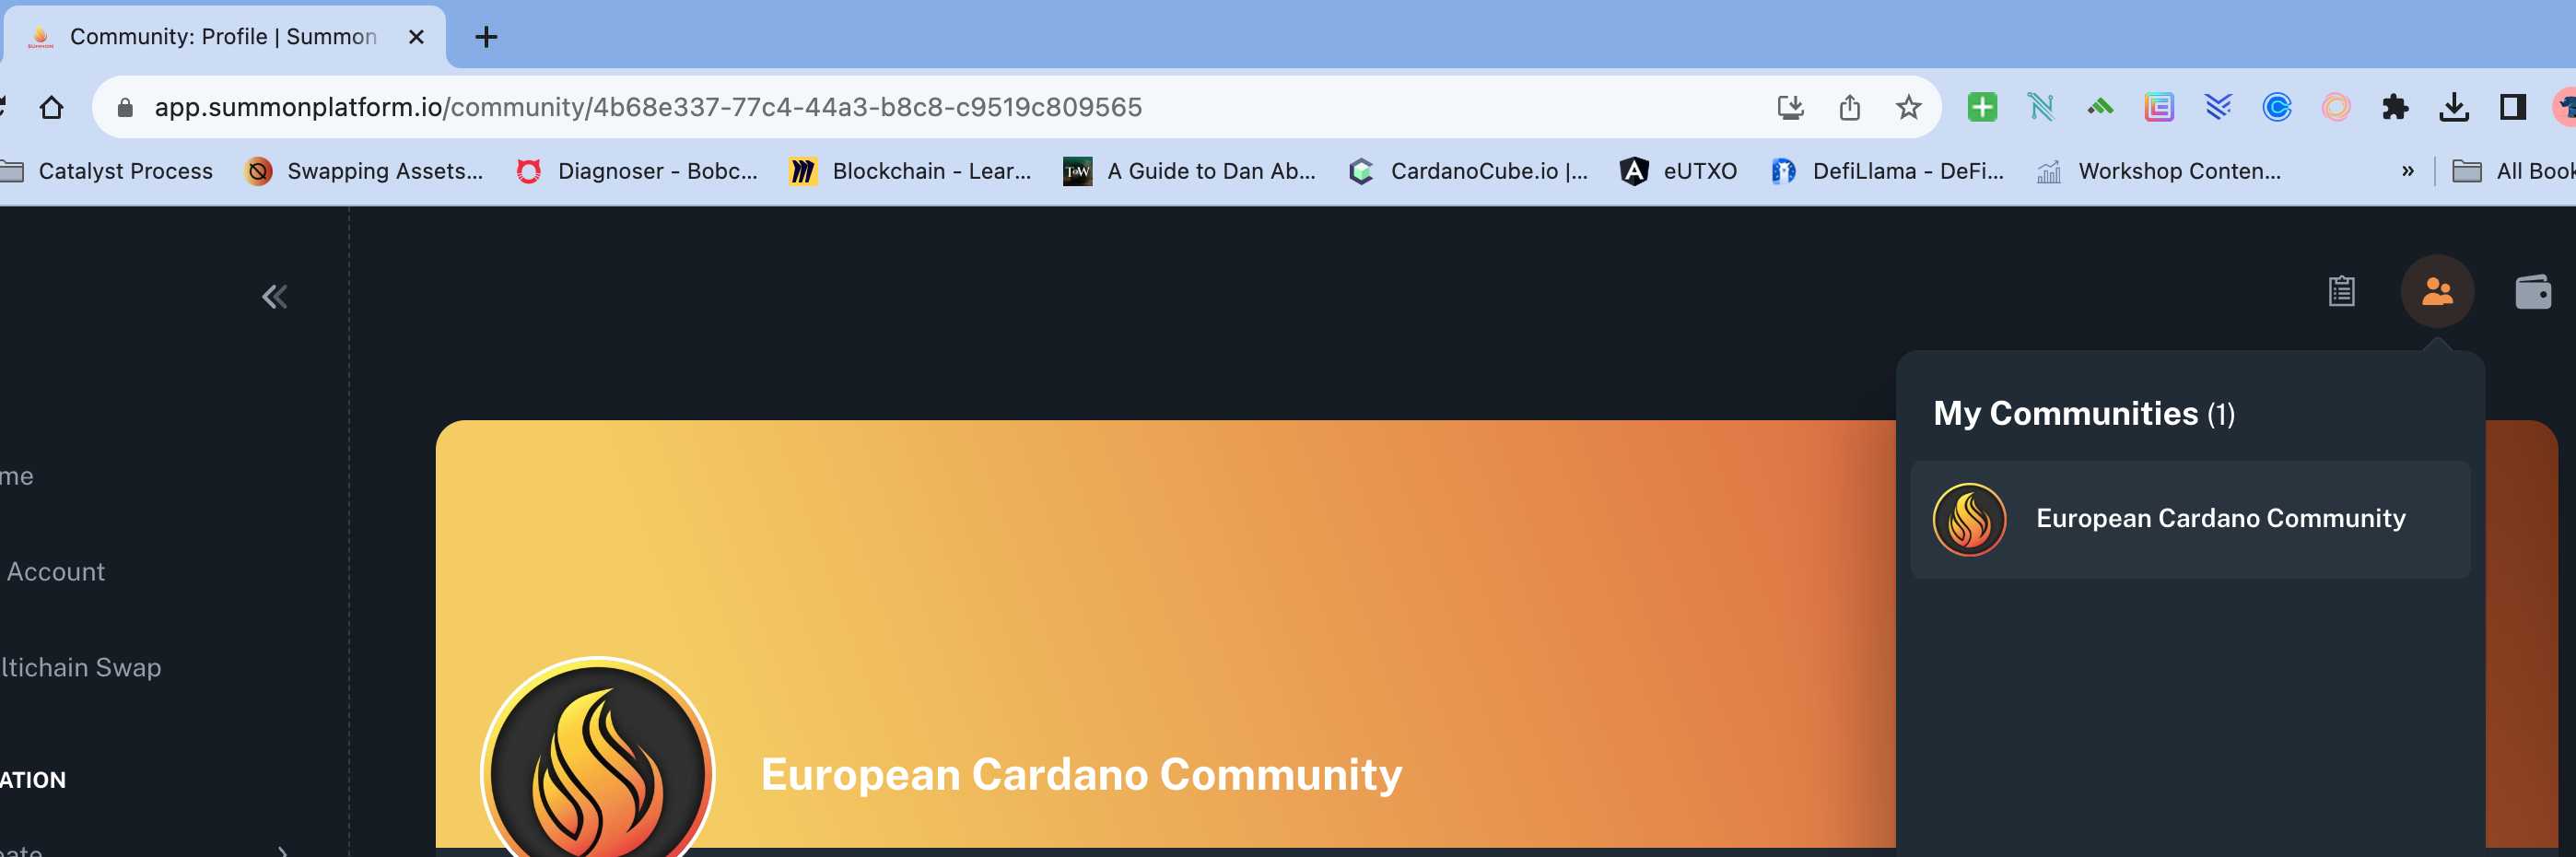 Community: Profile | Summon
app.summonplatform.io/community/4b68e337-77c4-44a3-b8c8-c9519c809565
Catalyst Process
Swapping Assets...
Diagnoser - Bobc...
Blockchain - Lear...
ToW
A Guide to Dan Ab...
CardanoCube.io |...
eUTXO
DefiLlama - DeFi...
Workshop Conten...
» All Book
My Communities (1)
European Cardano Community
me
Account
ltichain Swap
ATION
European Cardano Community